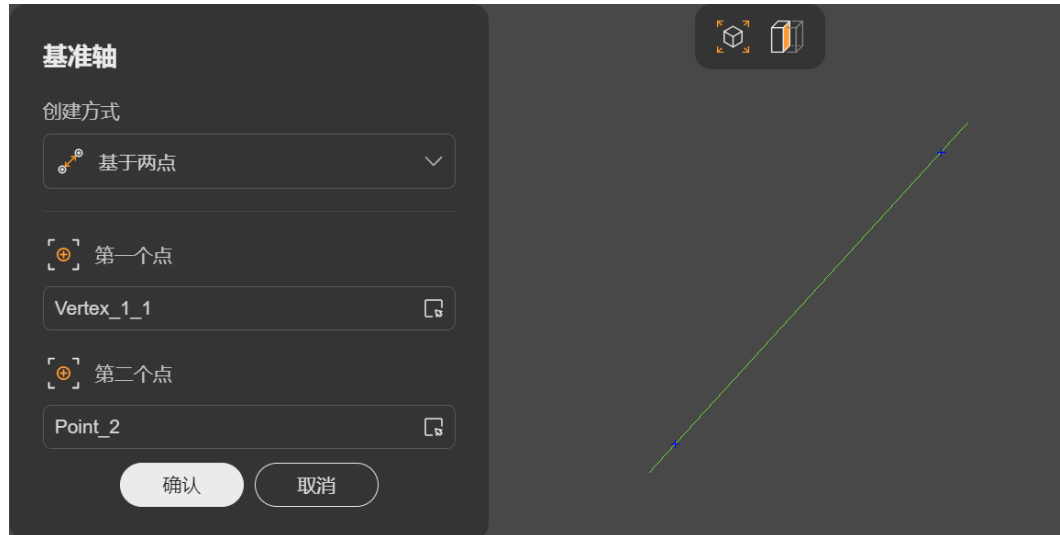 基准轴
创建方式
基于两点
第一个点
Vertex_1_1
第二个点
Point_2
确认 取消